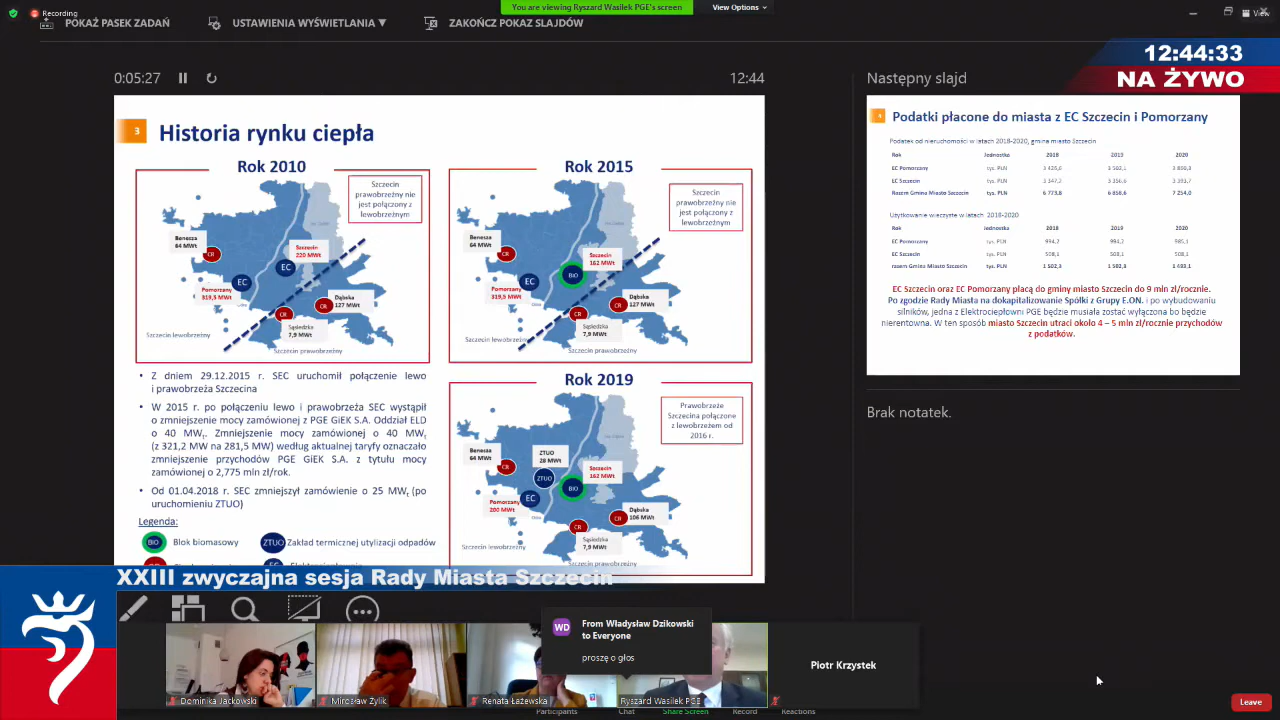 Recording
You are viewing Ryszard Wasilek PGE's screen
View Options
View
POKAŻ PASEK ZADAŃ
USTAWIENIA WYŚWIETLANIA
ZAKOŃCZ POKAZ SLAJDÓW
12:44:33
NA ŻYWO
0:05:27
12:44
Następny slajd
3
Historia rynku ciepła
Rok 2010
Szczecin
prawobrzeżny nie
jest połączony z
lewobrzeżnym
Benesza
64 MWt
CR
Szczecin
220 MWt
EC
Pomorzany
319,5 MWt
EC
Dąbska
127 MWt
CR
CR
Sąsiedzka
7,9 MWt
Szczecin lewobrzeżny
Szczecin prawobrzeżny
Rok 2015
Szczecin
prawobrzeżny nie
jest połączony z
lewobrzeżnym
Benesza
64 MWt
CR
Szczecin
162 MWt
BIO
Pomorzany
319,5 MWt
EC
Dąbska
127 MWt
CR
CR
Sąsiedzka
7,9 MWt
Szczecin lewobrzeżny
Szczecin prawobrzeżny
Z dniem 29.12.2015 r. SEC uruchomił połączenie lewo
i prawobrzeża Szczecina
W 2015 r. po połączeniu lewo i prawobrzeża SEC wystąpił
o zmniejszenie mocy zamówionej z PGE GiEK S.A. Oddział ELD
o 40 MWt. Zmniejszenie mocy zamówionej o 40 MWt
(z 321,2 MW na 281,5 MW) według aktualnej taryfy oznaczało
zmniejszenie przychodów PGE GiEK S.A. z tytułu mocy
zamówionej o 2,775 mln zł/rok.
Od 01.04.2018 r. SEC zmniejszył zamówienie o 25 MWt (po
uruchomieniu ZTUO)
Legenda:
BIO Blok biomasowy
ZTUO Zakład termicznej utylizacji odpadów
Rok 2019
Prawobrzeże
Szczecina połączone
z lewobrzeżem od
2016 r.
Benesza
64 MWt
CR
ZTUO
28 MWt
ZTUO
Szczecin
162 MWt
BIO
Pomorzany
200 MWt
EC
Dąbska
106 MWt
CR
CR
Sąsiedzka
7,9 MWt
Szczecin lewobrzeżny
Szczecin prawobrzeżny
4
Podatki płacone do miasta z EC Szczecin i Pomorzany
Podatek od nieruchomości w latach 2018-2020, gmina miasto Szczecin
Rok Jednostka 2018 2019 2020
EC Pomorzany tys. PLN
EC Szczecin tys. PLN
Razem Gmina Miasto Szczecin tys. PLN 6 773,8 6 858,6 7 254,0
Użytkowanie wieczyste w latach 2018-2020
Rok Jednostka 2018 2019 2020
EC Pomorzany tys. PLN 994,2 994,2 985,1
EC Szczecin tys. PLN 508,1 508,1 508,1
razem Gmina Miasto Szczecin tys. PLN 1 502,3 1 502,3 1 493,1
EC Szczecin oraz EC Pomorzany płacą do gminy miasto Szczecin do 9 mln zł/rocznie.
Po zgodzie Rady Miasta na dokapitalizowanie Spółki z Grupy E.ON. i po wybudowaniu
silników, jedna z Elektrociepłowni PGE będzie musiała zostać wyłączona bo będzie
nierentowna. W ten sposób miasto Szczecin utraci około 4 – 5 mln zł/rocznie przychodów
z podatków.
Brak notatek.
XXIII zwyczajna sesja Rady Miasta Szczecin
WD
From Władysław Dzikowski
to Everyone
proszę o głos
Dominika Jackowski
Mirosław Żylik
Renata Łażewska
Ryszard Wasilek PGE
Piotr Krzystek
Participants
Chat
Share Screen
Record
Reactions
Leave